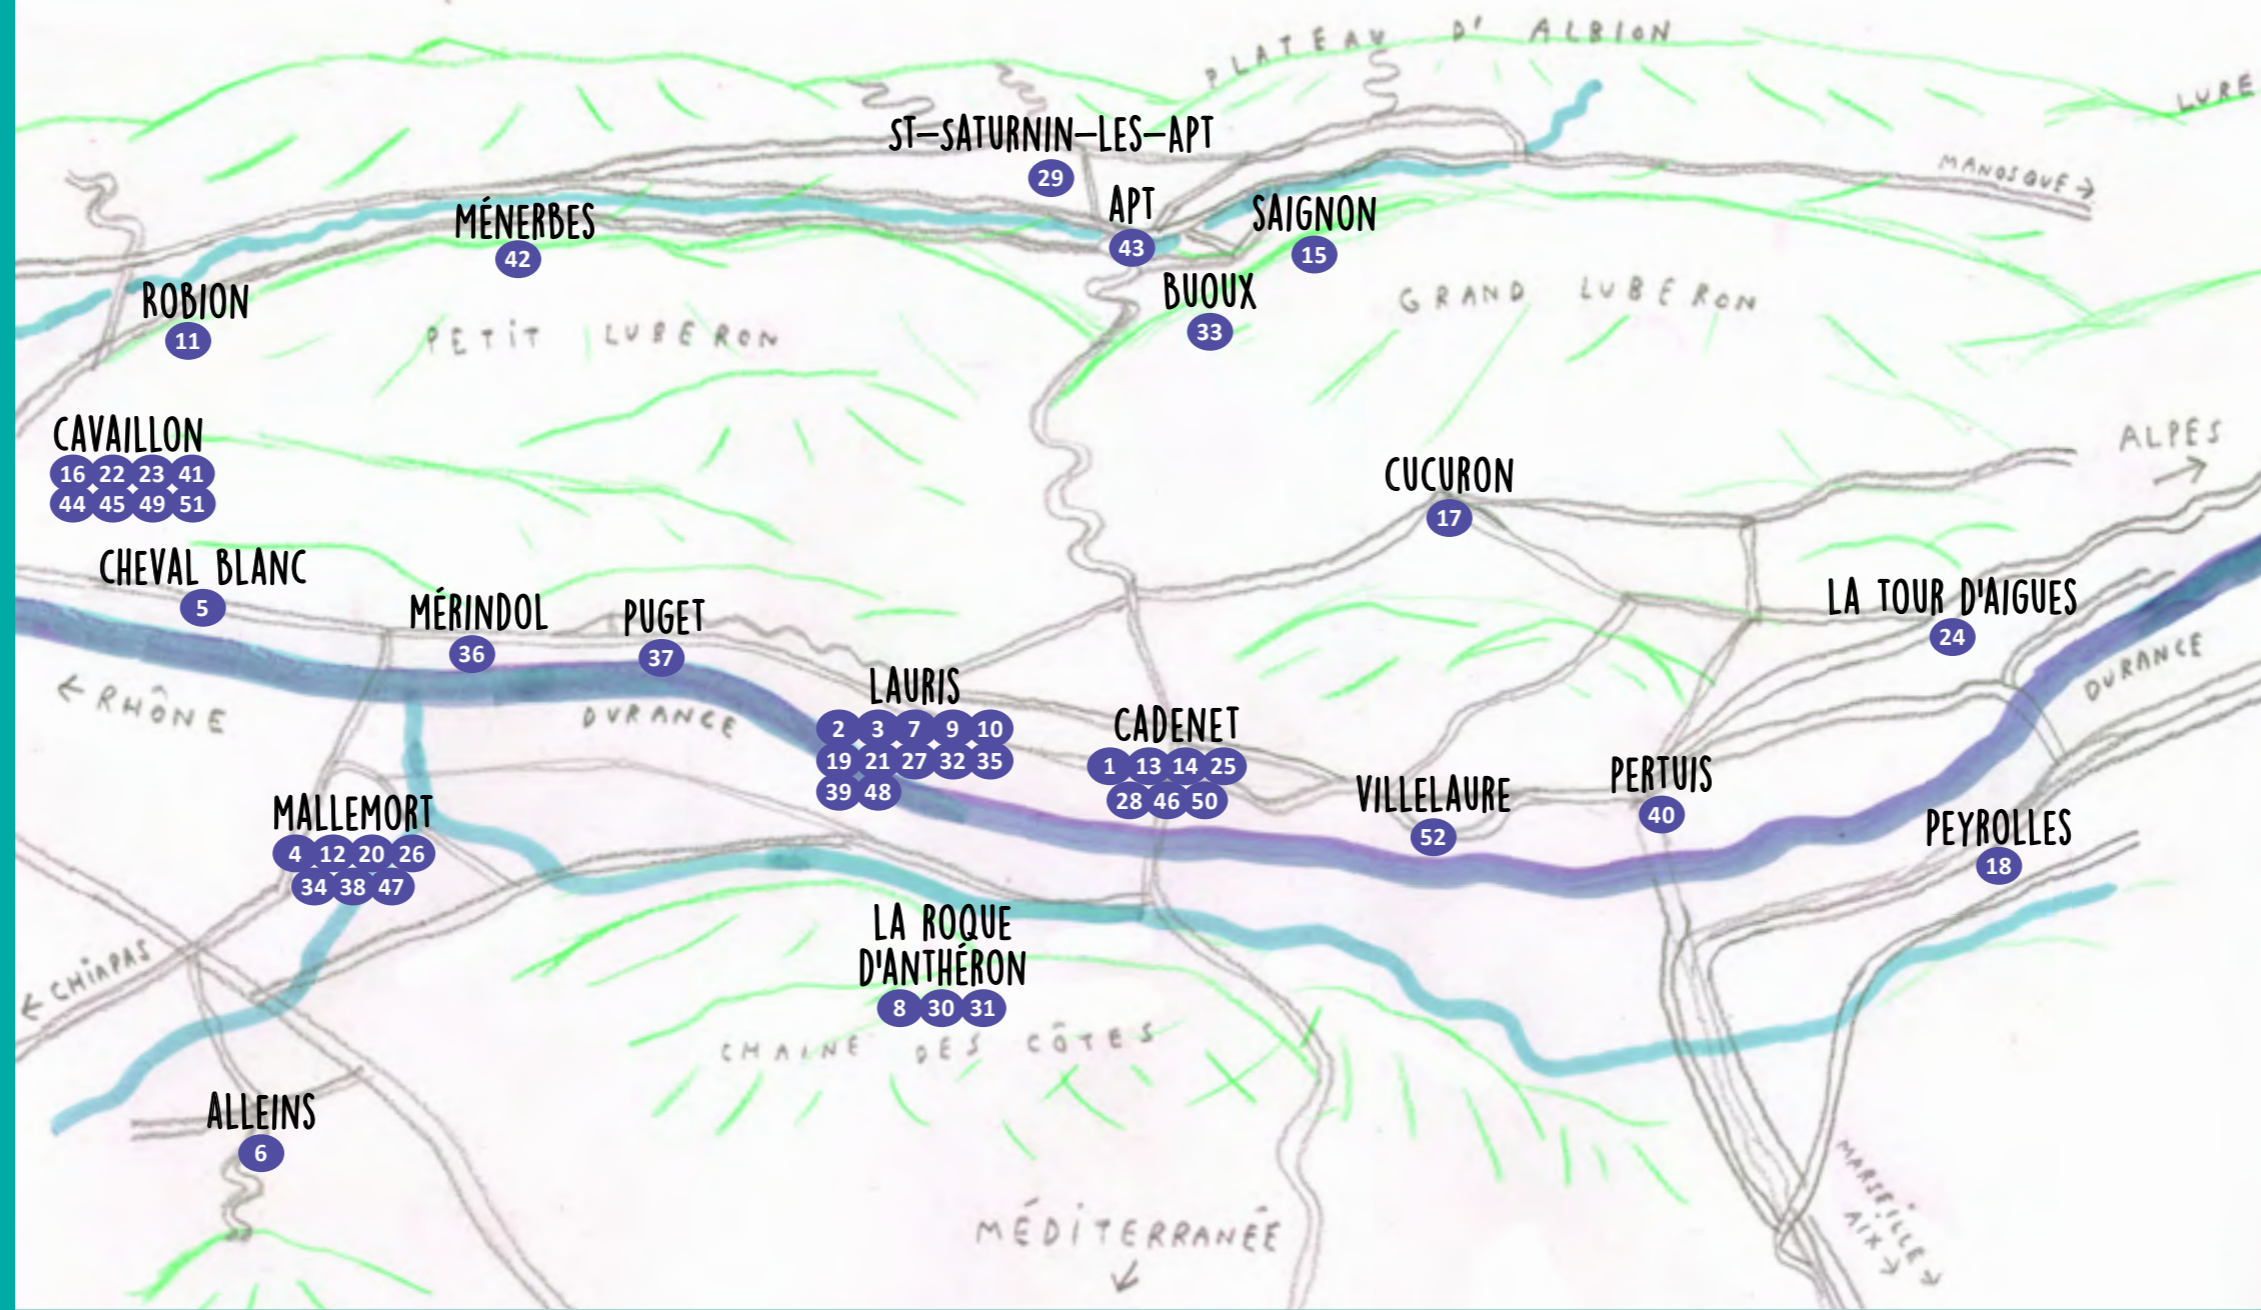 PLATEAU D' ALBION
LURE
ST-SATURNIN-LES-APT
29
MANOSQUE →
APT
43
SAIGNON
15
MÉNERBES
42
BUOUX
33
ROBION
11
PETIT LUBERON
GRAND LUBERON
CAVAILLON
16 22 23 41
44 45 49 51
ALPES
→
CUCURON
17
CHEVAL BLANC
5
MÉRINDOL
36
PUGET
37
LA TOUR D'AIGUES
24
← RHÔNE
DURANCE
DURANCE
LAURIS
2 3 7 9 10
19 21 27 32 35
39 48
CADENET
1 13 14 25
28 46 50
VILLELAURE
52
PERTUIS
40
PEYROLLES
18
MALLEMORT
4 12 20 26
34 38 47
← CHIAPAS
LA ROQUE
D'ANTHÉRON
8 30 31
CHAINE DES CÔTES
ALLEINS
6
MÉDITERRANÉE
↙
MARSEILLE →
AIX →